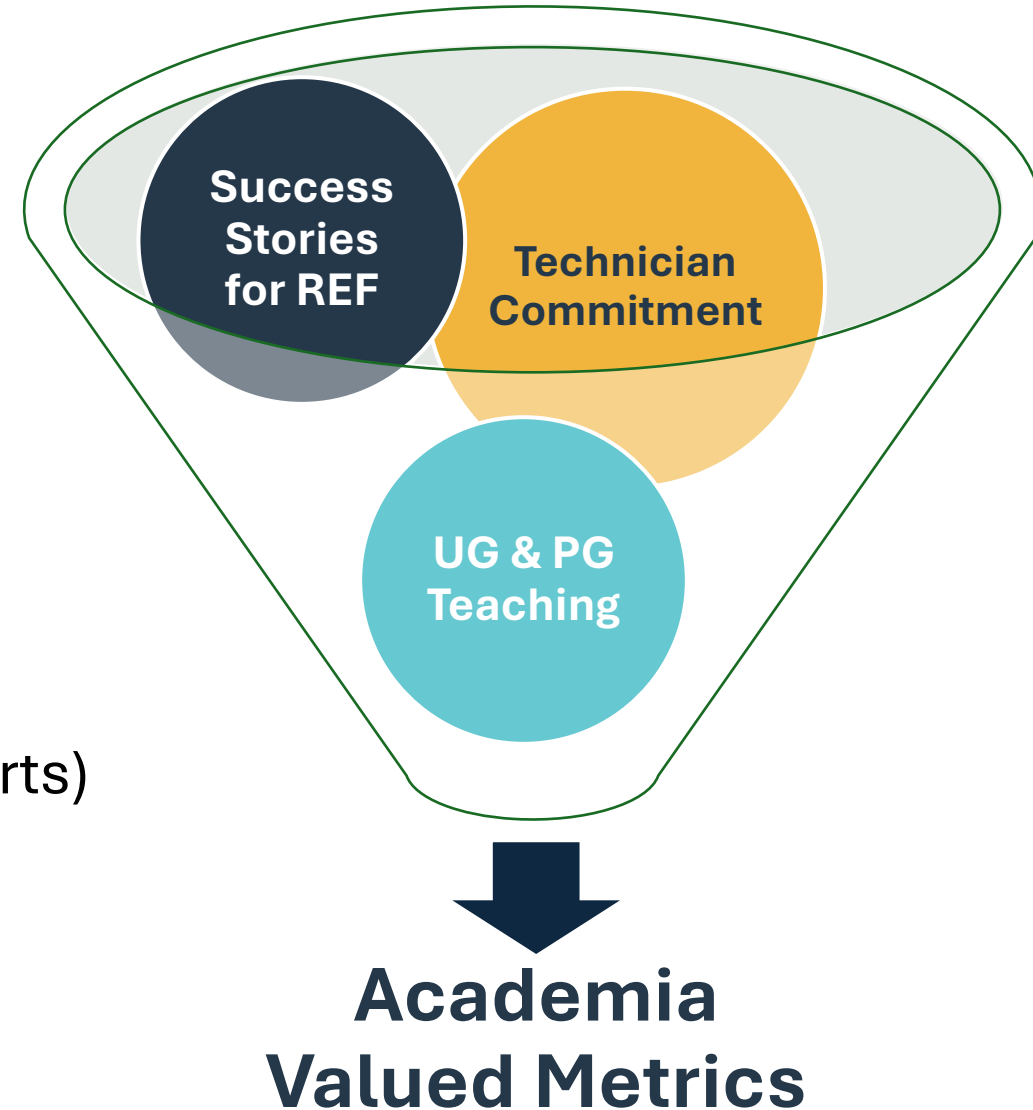 Success
Stories
for REF
Technician
Commitment
UG & PG
Teaching
rts)
Academia
Valued Metrics